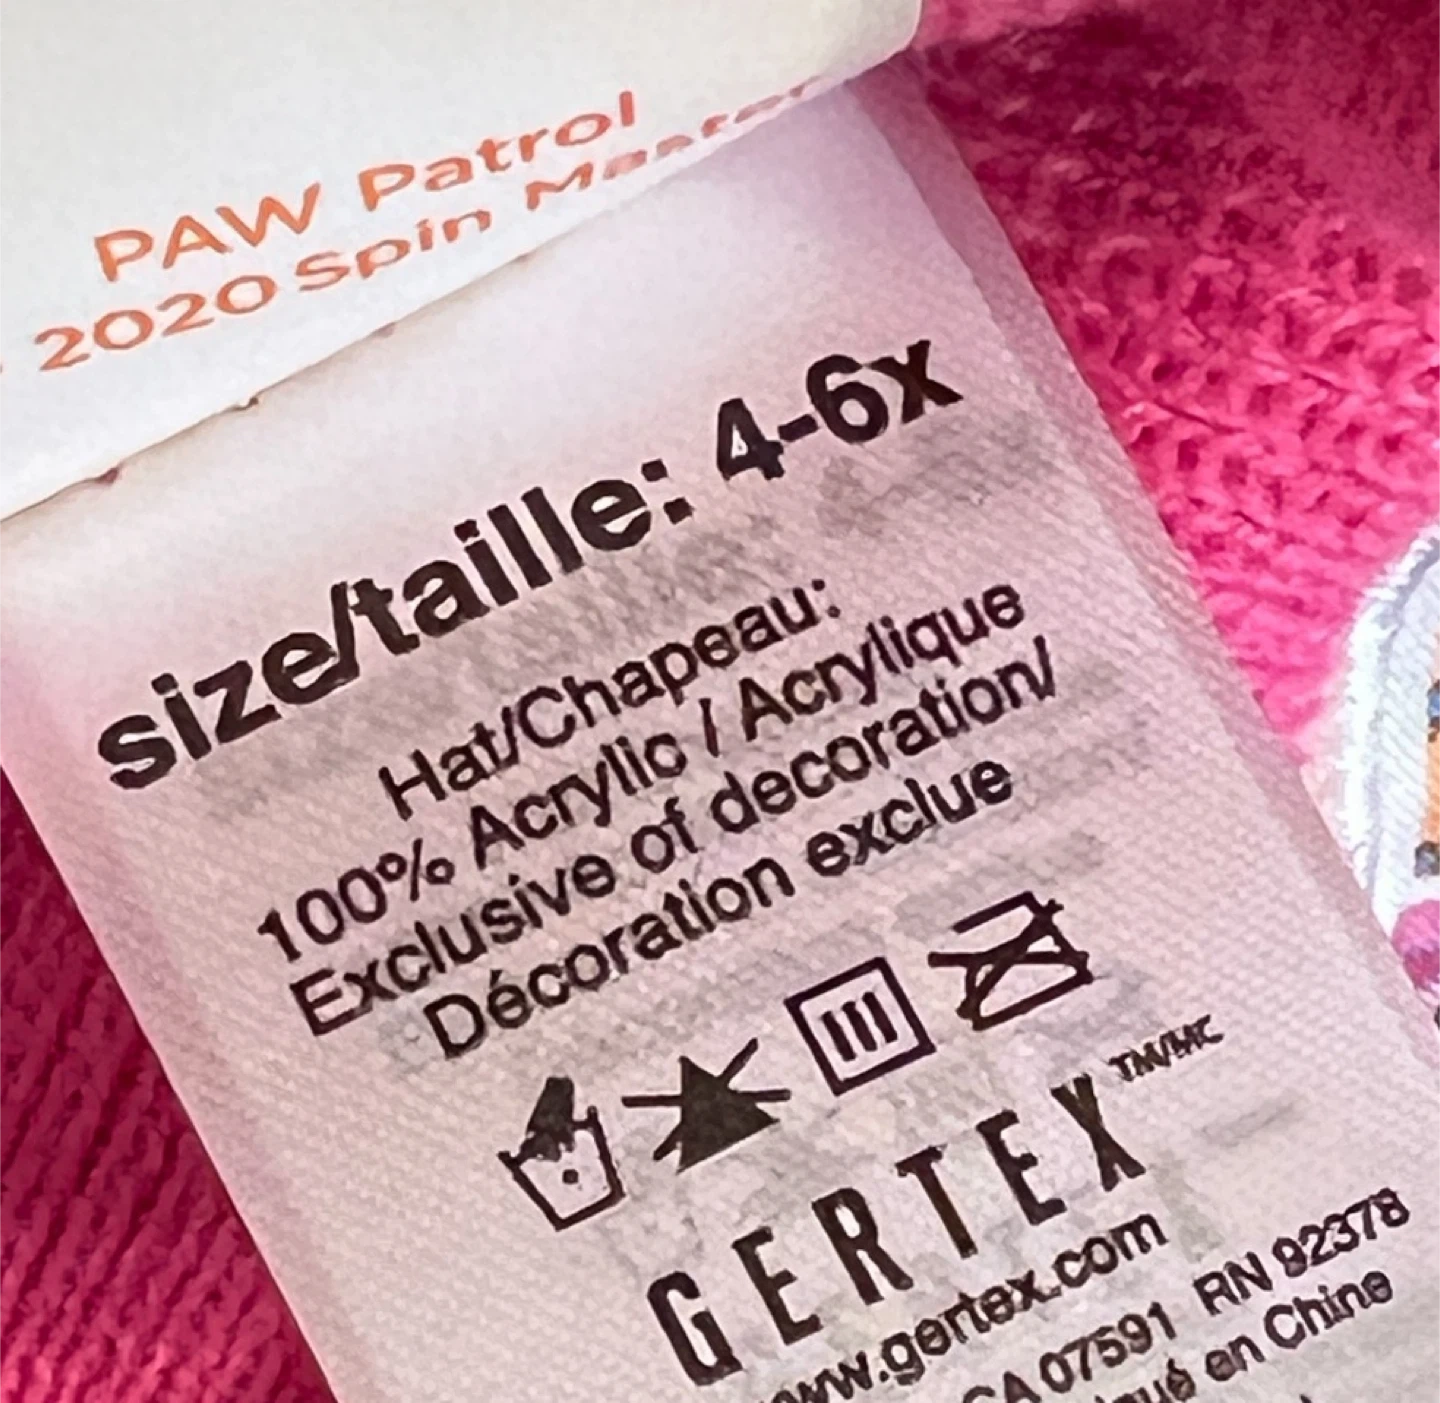 PAW Patrol
2020 Spin Master
size/taille: 4-6x
Hat/Chapeau:
100% Acrylic / Acrylique
Exclusive of decoration/
Décoration exclue
GERTEX TM/MC
www.gertex.com
CA 07591 RN 92378
en Chine